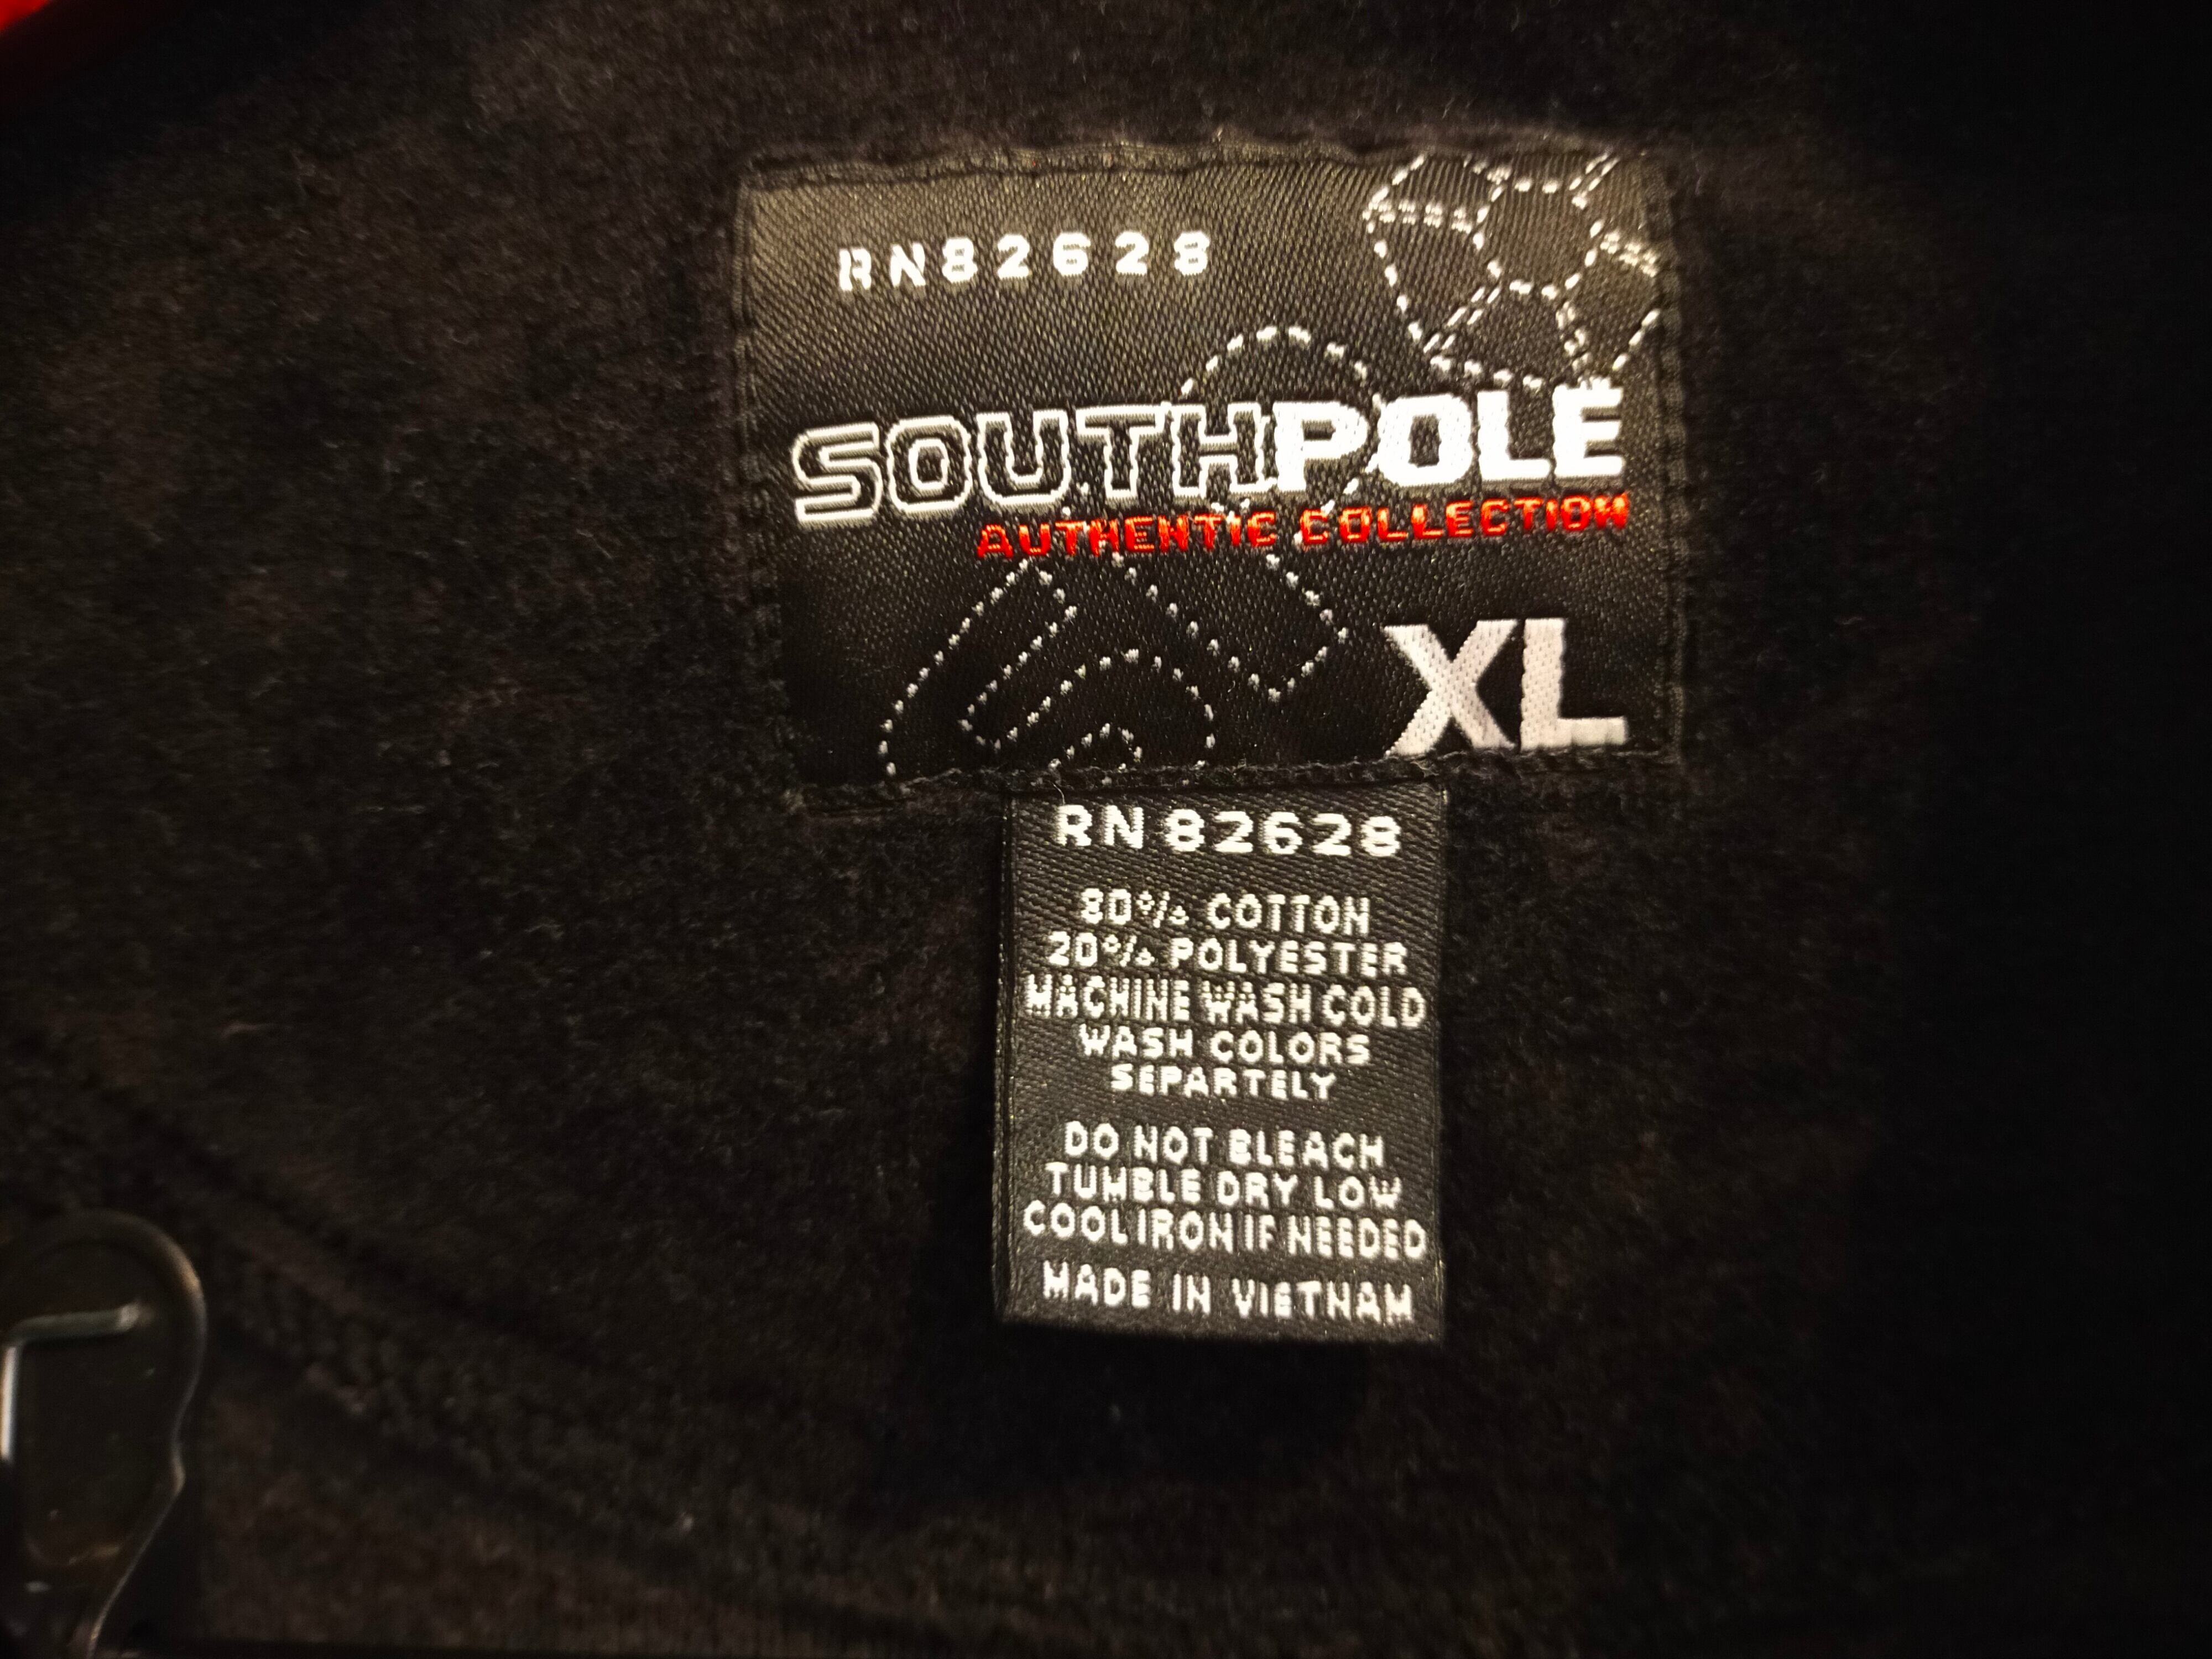 RN82628
SOUTHPOLE
AUTHENTIC COLLECTION
XL
RN 82628
80% COTTON
20% POLYESTER
MACHINE WASH COLD
WASH COLORS
SEPARTELY
DO NOT BLEACH
TUMBLE DRY LOW
COOL IRON IF NEEDED
MADE IN VIETNAM